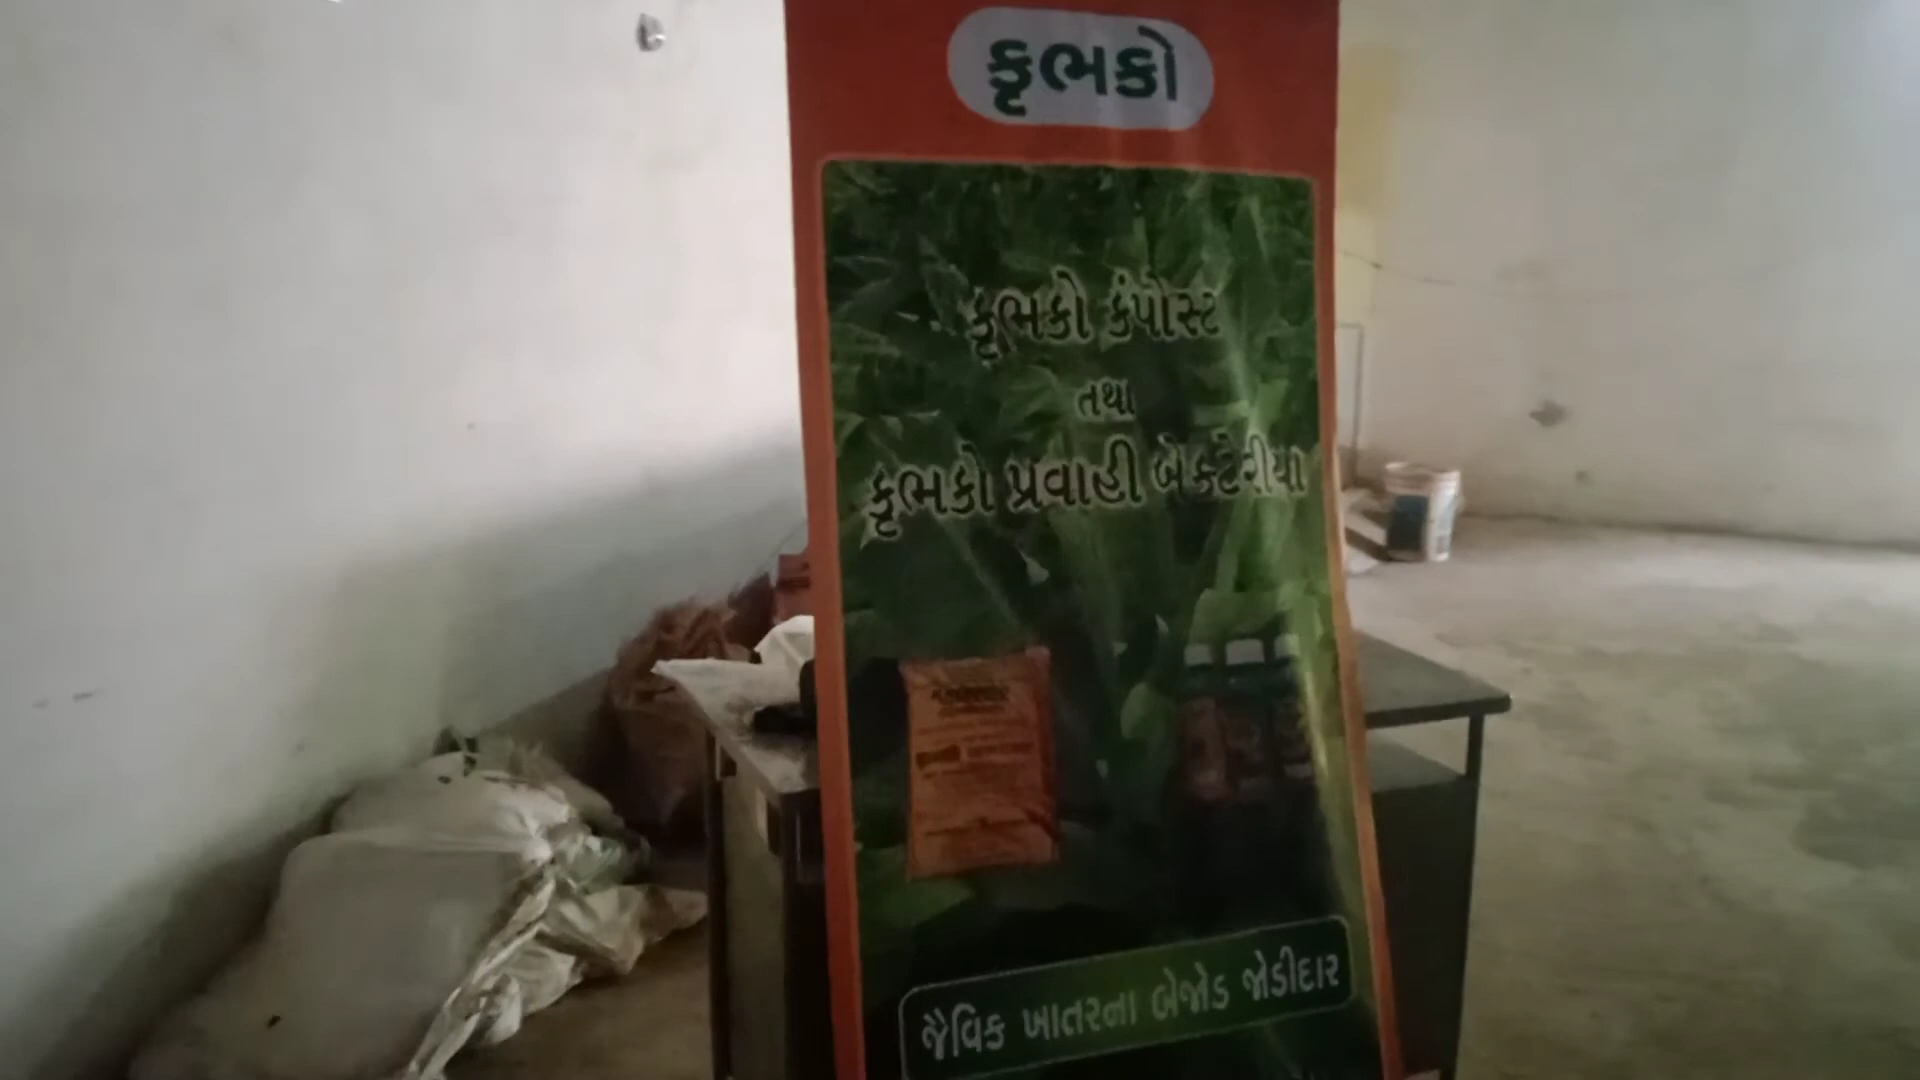 કૃભકો
કૃભકો કંપોસ્ટ
તથા
કૃભકો પ્રવાહી બેક્ટેરીયા
જૈવિક ખાતરના બેજોડ જોડીદાર